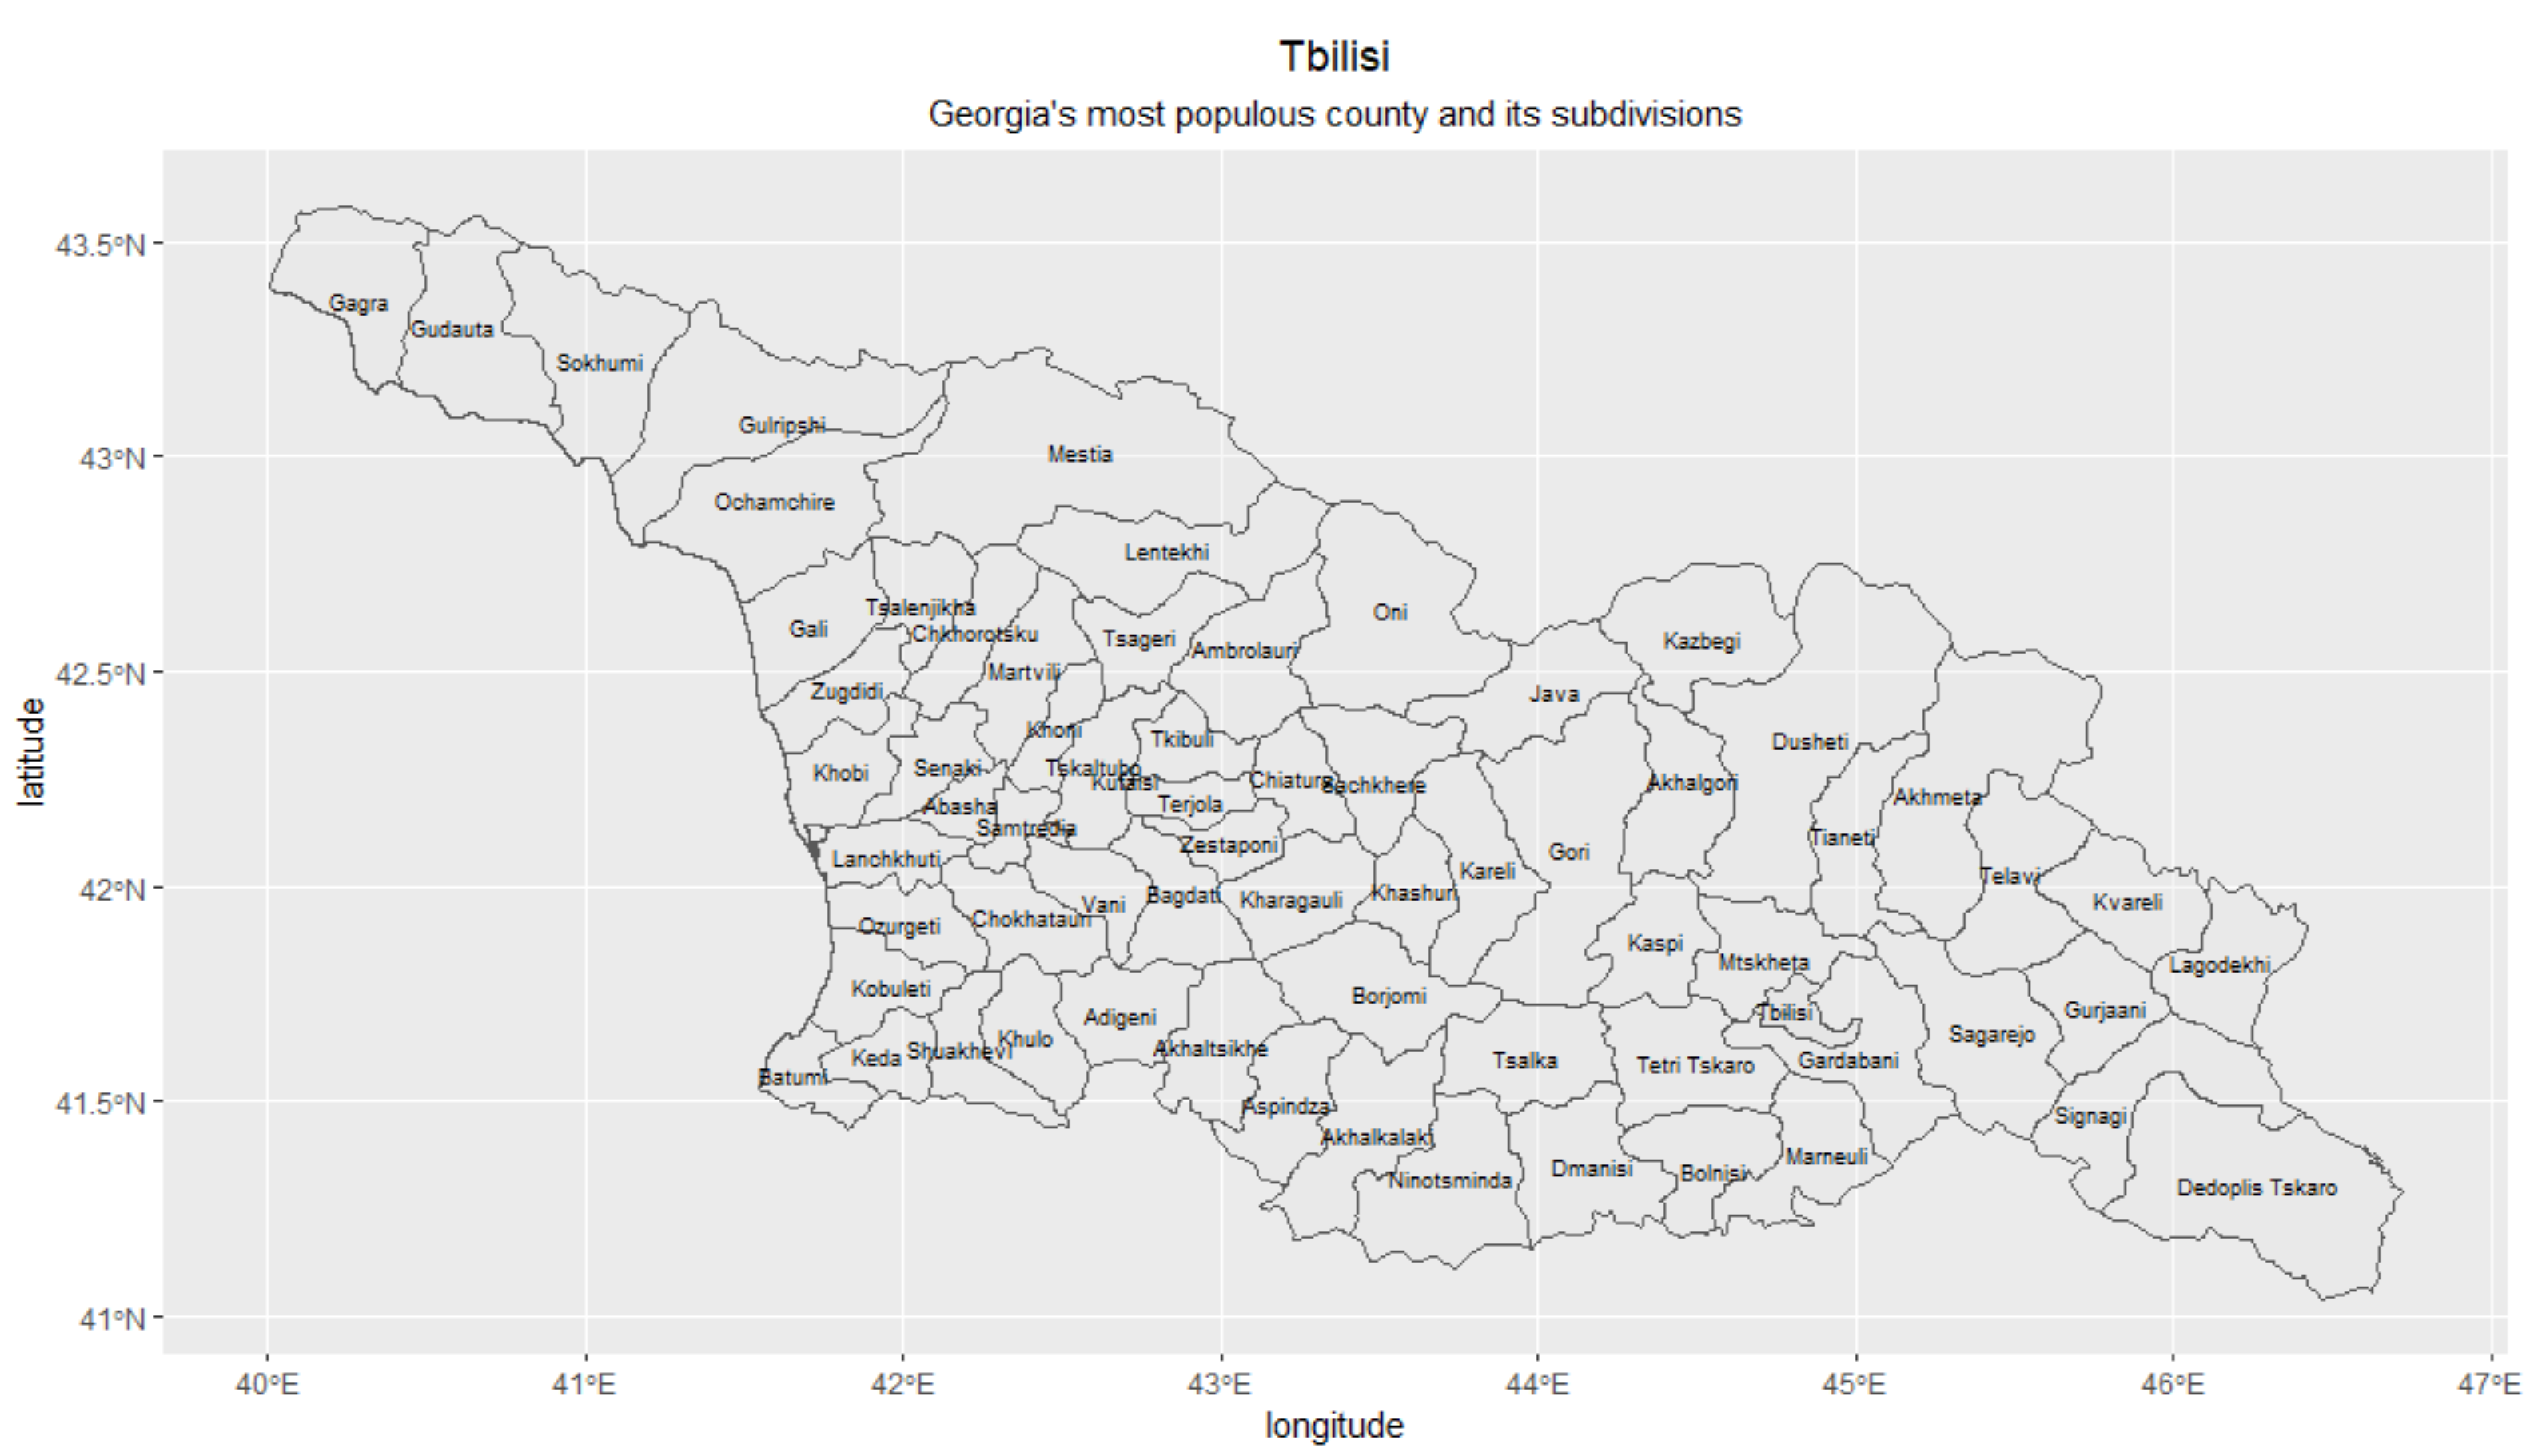 Tbilisi
Georgia's most populous county and its subdivisions
43.5°N
43°N
42.5°N
42°N
41.5°N
41°N
latitude
Gagra
Gudauta
Sokhumi
Gulripshi
Mestia
Ochamchire
Lentekhi
Tsalenjikha
Oni
Gali
Chkhorotsku
Tsageri
Kazbegi
Ambrolauri
Martvili
Zugdidi
Java
Khoni
Tkibuli
Dusheti
Khobi
Senaki
Tskaltubo
Kutaisi
Chiatura
Sachkhere
Akhalgori
Akhmeta
Abasha
Terjola
Samtredia
Tianeti
Zestaponi
Gori
Lanchkhuti
Kareli
Telavi
Khashuri
Bagdati
Kharagauli
Vani
Kvareli
Chokhatauri
Ozurgeti
Kaspi
Mtskheta
Lagodekhi
Kobuleti
Borjomi
Gurjaani
Tbilisi
Adigeni
Sagarejo
Khulo
Akhaltsikhe
Shuakhevi
Keda
Tsalka
Gardabani
Tetri Tskaro
Batumi
Aspindza
Signagi
Akhalkalaki
Marneuli
Dmanisi
Bolnisi
Ninotsminda
Dedoplis Tskaro
40°E 41°E 42°E 43°E 44°E 45°E 46°E 47°E
longitude